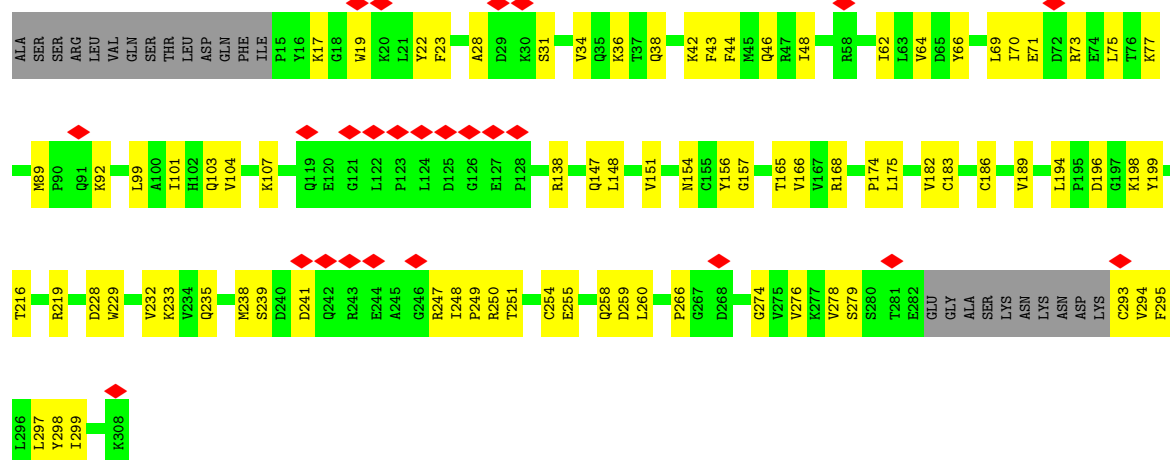 ALA SER SER ARG LEU VAL GLN SER THR LEU ASP GLN PHE ILE P15 Y16 K17 G18 W19 K20 L21 Y22 F23 A28 D29 K30 S31 V34 Q35 K36 T37 Q38 K42 F43 F44 M45 Q46 R47 I48 R58 I62 L63 V64 D65 Y66 L69 I70 E71 D72 R73 E74 L75 T76 K77
M89 P90 Q91 K92 L99 A100 I101 H102 Q103 V104 K107 Q119 E120 G121 L122 P123 L124 D125 G126 E127 P128 R138 Q147 L148 V151 N154 C155 Y156 G157 T165 V166 V167 R168 P174 L175 V182 C183 C186 V189 L194 P195 D196 G197 K198 Y199
T216 R219 D228 W229 V232 K233 V234 Q235 M238 S239 D240 D241 Q242 R243 E244 A245 G246 R247 I248 P249 R250 T251 C254 E255 Q258 D259 L260 P266 G267 D268 G274 V275 V276 K277 V278 S279 S280 T281 E282 GLU GLY ALA SER LYS ASN LYS ASN ASP LYS C293 V294 F295
L296 L297 Y298 I299 K308